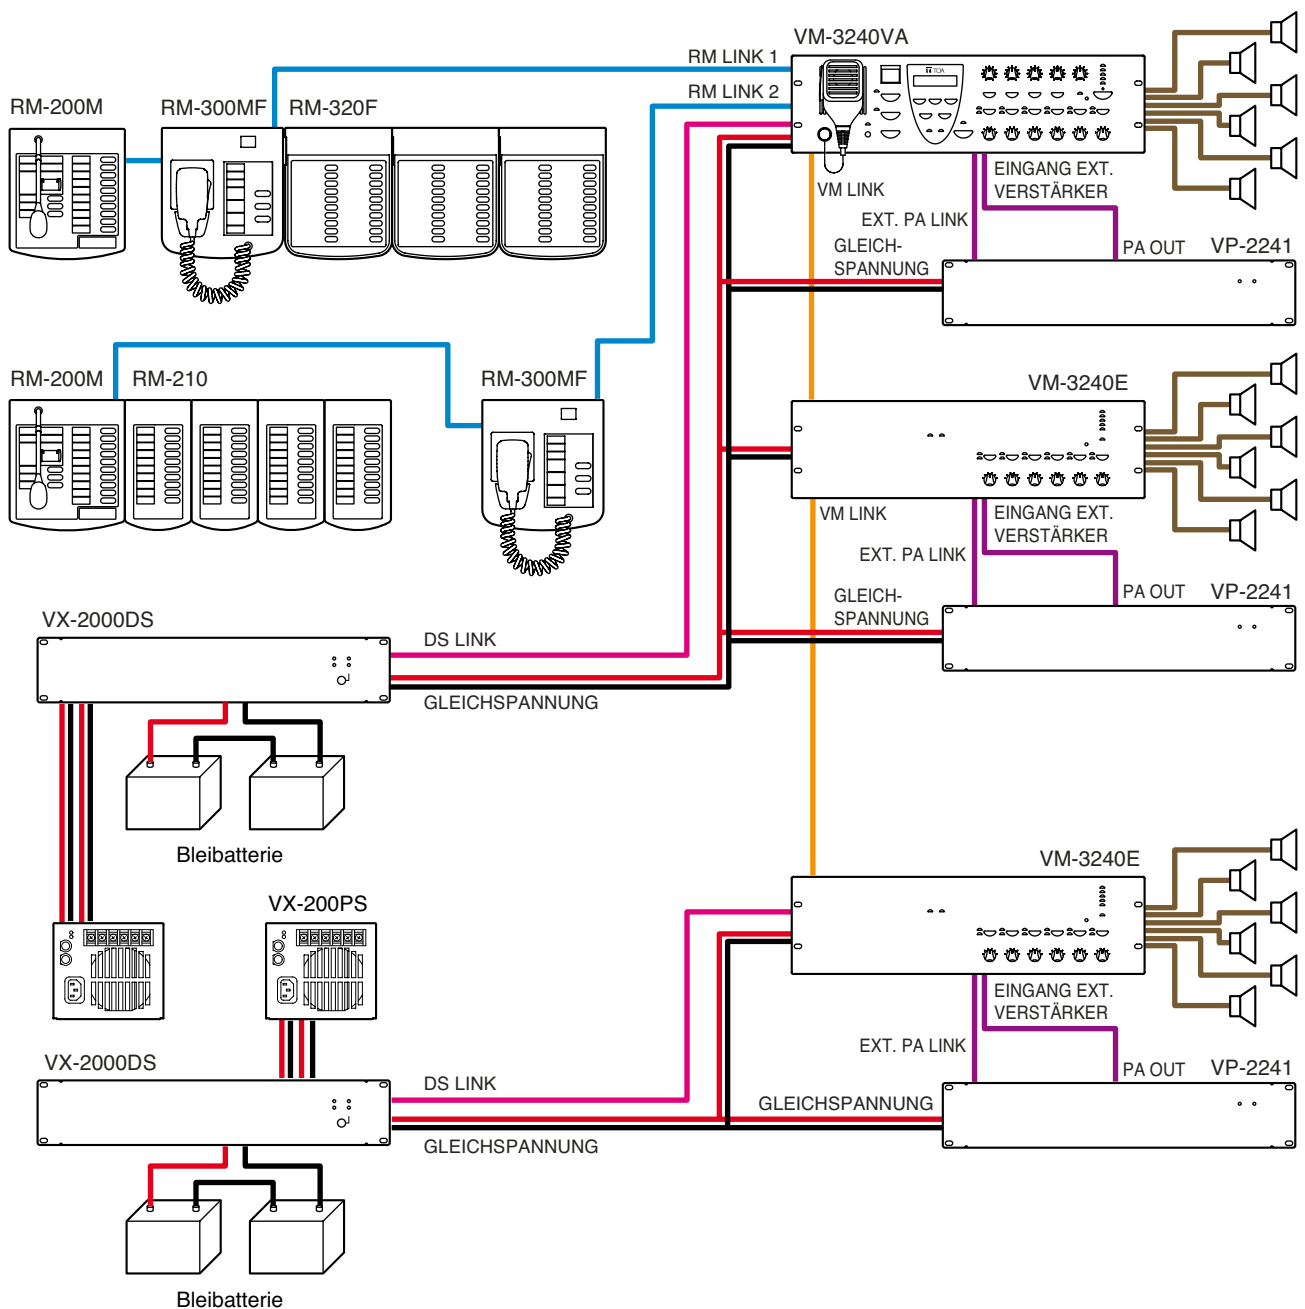 VM-3240VA
RM LINK 1
RM LINK 2
RM-200M
RM-300MF
RM-320F
TOA
VM LINK
EINGANG EXT.
VERSTÄRKER
EXT. PA LINK
GLEICH-
SPANNUNG
PA OUT
VP-2241
RM-200M
RM-210
RM-300MF
VM-3240E
VM LINK
EINGANG EXT.
VERSTÄRKER
EXT. PA LINK
GLEICH-
SPANNUNG
PA OUT
VP-2241
VX-2000DS
DS LINK
GLEICHSPANNUNG
Bleibatterie
VM-3240E
VX-200PS
EINGANG EXT.
VERSTÄRKER
EXT. PA LINK
PA OUT
VP-2241
VX-2000DS
DS LINK
GLEICHSPANNUNG
GLEICHSPANNUNG
Bleibatterie